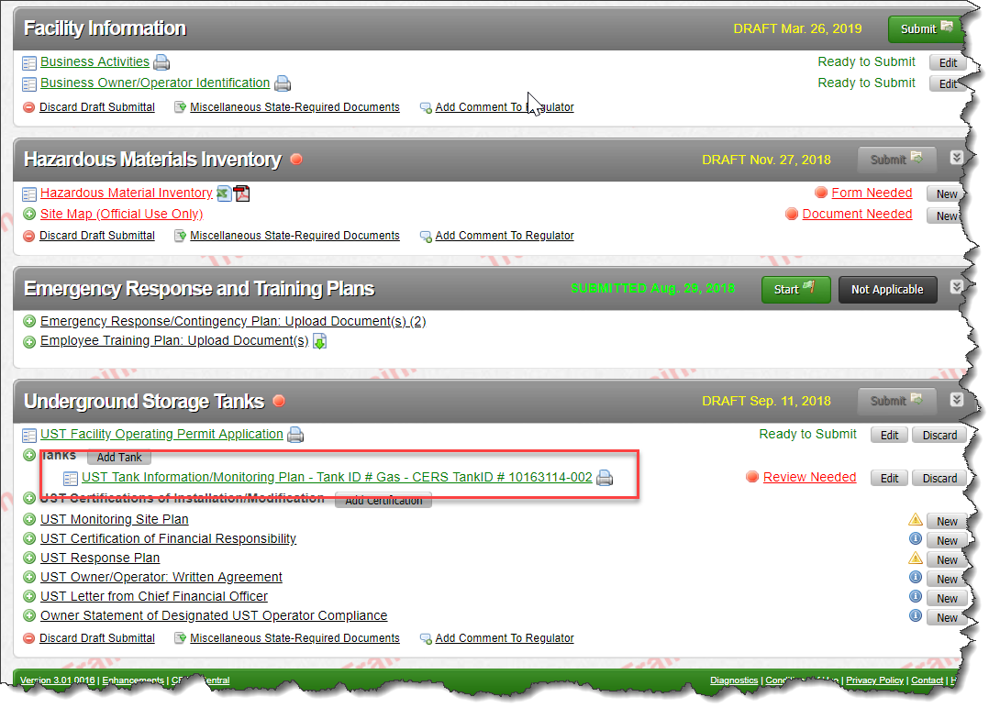 Facility Information DRAFT Mar. 26, 2019 Submit
Business Activities Ready to Submit Edit
Business Owner/Operator Identification Ready to Submit Edit
Discard Draft Submittal Miscellaneous State-Required Documents Add Comment To Regulator
Hazardous Materials Inventory DRAFT Nov. 27, 2018 Submit
Hazardous Material Inventory Form Needed New
Site Map (Official Use Only) Document Needed New
Discard Draft Submittal Miscellaneous State-Required Documents Add Comment To Regulator
Emergency Response and Training Plans SUBMITTED Aug. 29, 2018 Start Not Applicable
Emergency Response/Contingency Plan: Upload Document(s) (2)
Employee Training Plan: Upload Document(s)
Underground Storage Tanks DRAFT Sep. 11, 2018 Submit
UST Facility Operating Permit Application Ready to Submit Edit Discard
Tanks Add Tank
UST Tank Information/Monitoring Plan - Tank ID # Gas - CERS TankID # 10163114-002 Review Needed Edit Discard
UST Certifications of Installation/Modification Add Certification
UST Monitoring Site Plan New
UST Certification of Financial Responsibility New
UST Response Plan New
UST Owner/Operator: Written Agreement New
UST Letter from Chief Financial Officer New
Owner Statement of Designated UST Operator Compliance New
Discard Draft Submittal Miscellaneous State-Required Documents Add Comment To Regulator
Version 3.01.0016 | Enhancements | Diagnostics | Privacy Policy | Contact |